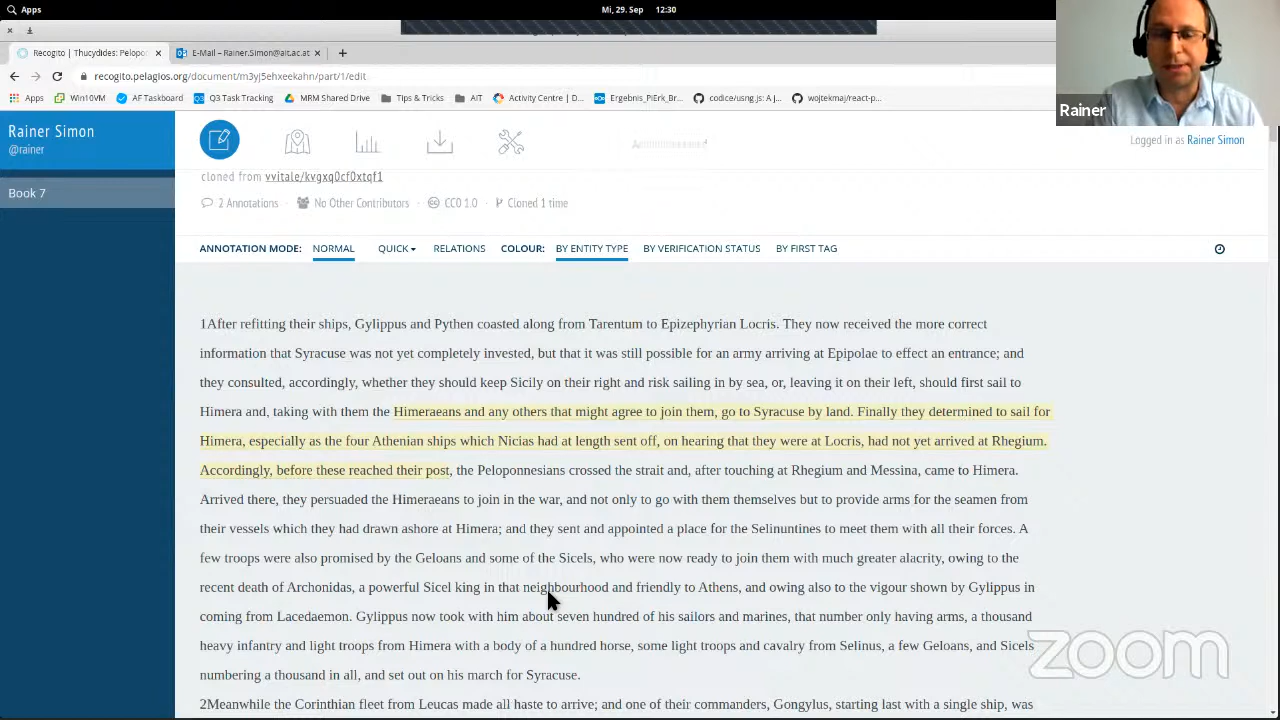 Apps
Mi, 29. Sep 12:30
Recogito | Thucydides: Pelopo
E-Mail – Rainer.Simon@ait.ac.at
recogito.pelagios.org/document/m3yj5ehxeekahn/part/1/edit
Apps Win10VM AF Taskboard Q3 Task Tracking MRM Shared Drive Tips & Tricks AIT Activity Centre | D... Ergebnis_PiErk_Br... codice/usng.js: A j... wojtekmaj/react-p...
Rainer
Rainer Simon
@rainer
Logged in as Rainer Simon
cloned from vvitale/kvgxq0cf0xtqf1
Book 7
2 Annotations · No Other Contributors · CC0 1.0 · Cloned 1 time
ANNOTATION MODE: NORMAL QUICK RELATIONS COLOUR: BY ENTITY TYPE BY VERIFICATION STATUS BY FIRST TAG
1After refitting their ships, Gylippus and Pythen coasted along from Tarentum to Epizephyrian Locris. They now received the more correct
information that Syracuse was not yet completely invested, but that it was still possible for an army arriving at Epipolae to effect an entrance; and
they consulted, accordingly, whether they should keep Sicily on their right and risk sailing in by sea, or, leaving it on their left, should first sail to
Himera and, taking with them the Himeraeans and any others that might agree to join them, go to Syracuse by land. Finally they determined to sail for
Himera, especially as the four Athenian ships which Nicias had at length sent off, on hearing that they were at Locris, had not yet arrived at Rhegium.
Accordingly, before these reached their post, the Peloponnesians crossed the strait and, after touching at Rhegium and Messina, came to Himera.
Arrived there, they persuaded the Himeraeans to join in the war, and not only to go with them themselves but to provide arms for the seamen from
their vessels which they had drawn ashore at Himera; and they sent and appointed a place for the Selinuntines to meet them with all their forces. A
few troops were also promised by the Geloans and some of the Sicels, who were now ready to join them with much greater alacrity, owing to the
recent death of Archonidas, a powerful Sicel king in that neighbourhood and friendly to Athens, and owing also to the vigour shown by Gylippus in
coming from Lacedaemon. Gylippus now took with him about seven hundred of his sailors and marines, that number only having arms, a thousand
heavy infantry and light troops from Himera with a body of a hundred horse, some light troops and cavalry from Selinus, a few Geloans, and Sicels
numbering a thousand in all, and set out on his march for Syracuse.
2Meanwhile the Corinthian fleet from Leucas made all haste to arrive; and one of their commanders, Gongylus, starting last with a single ship, was
zoom